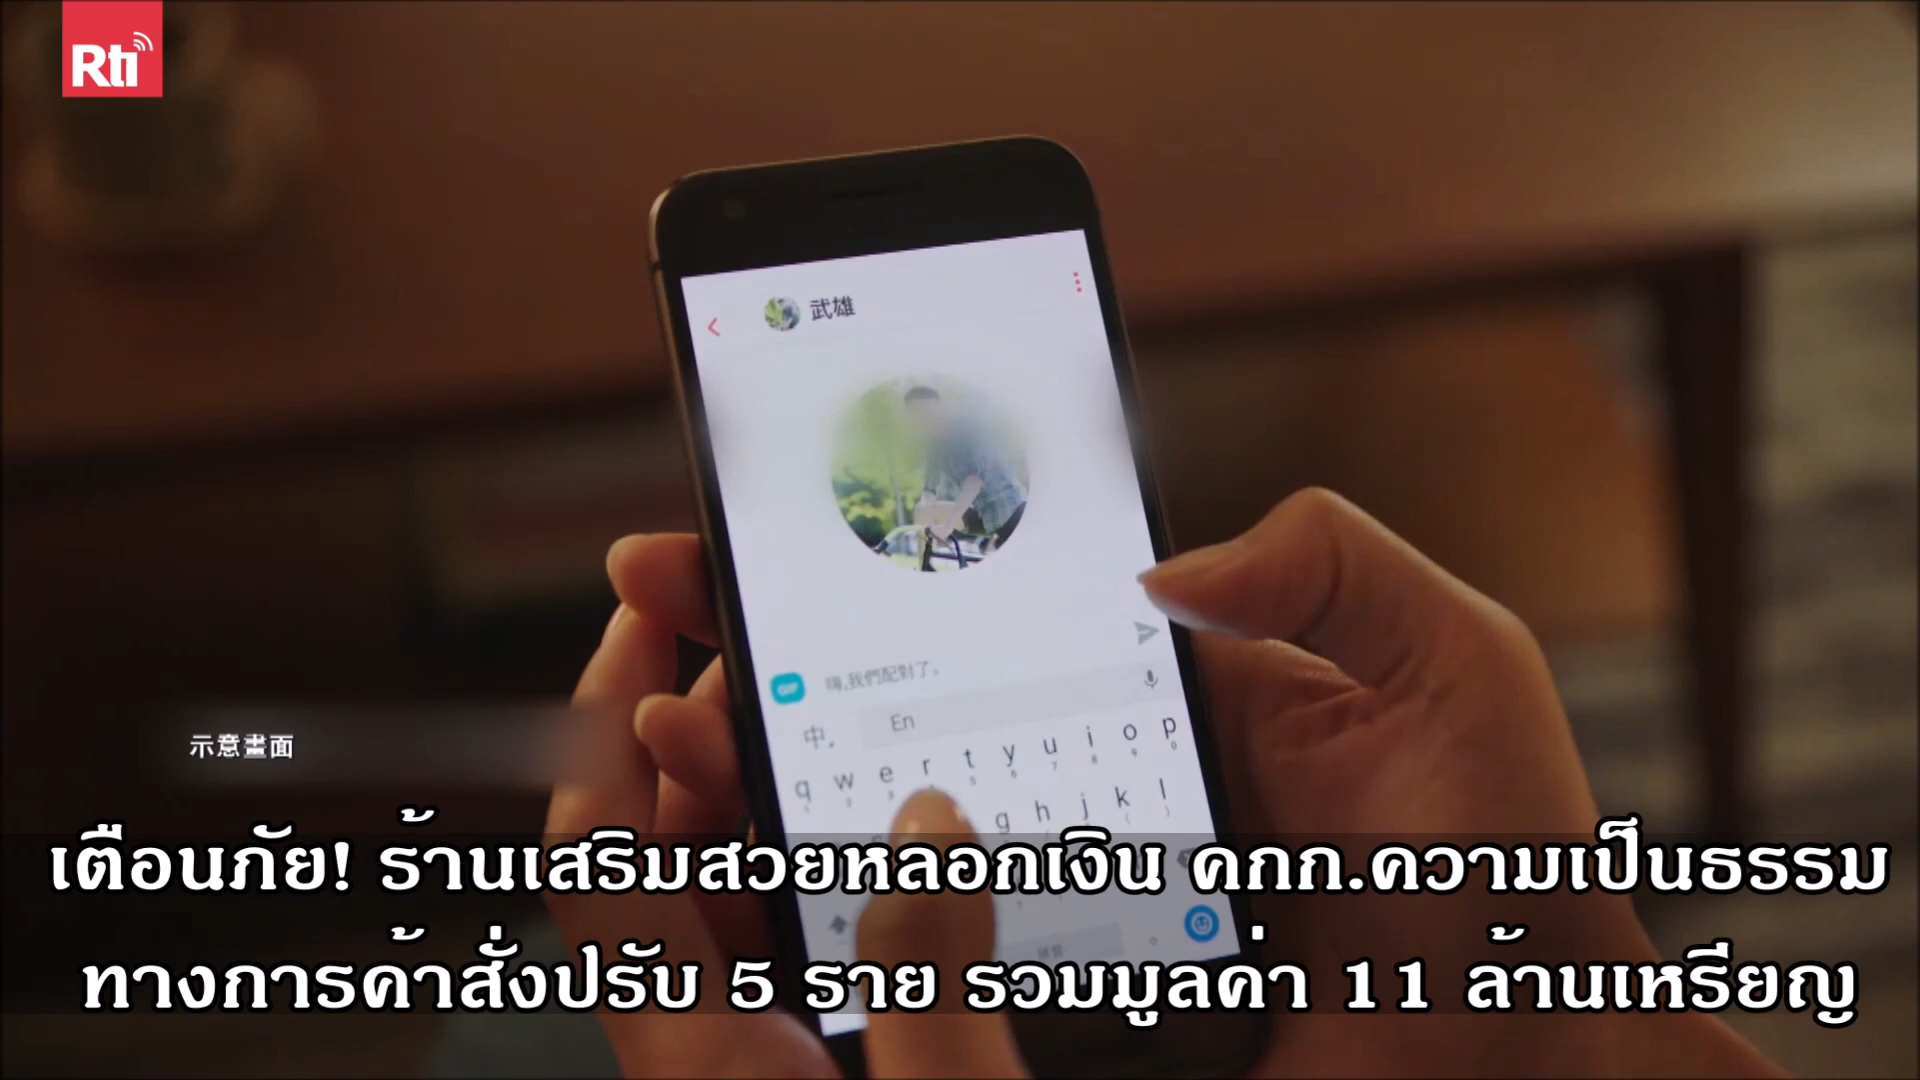 Rti
武雄
嗨,我們配對了。
中,
En
q w e r t y u i o p
g h j k l
示意畫面
เตือนภัย! ร้านเสริมสวยหลอกเงิน คกก.ความเป็นธรรม
ทางการค้าสั่งปรับ 5 ราย รวมมูลค่า 11 ล้านเหรียญ